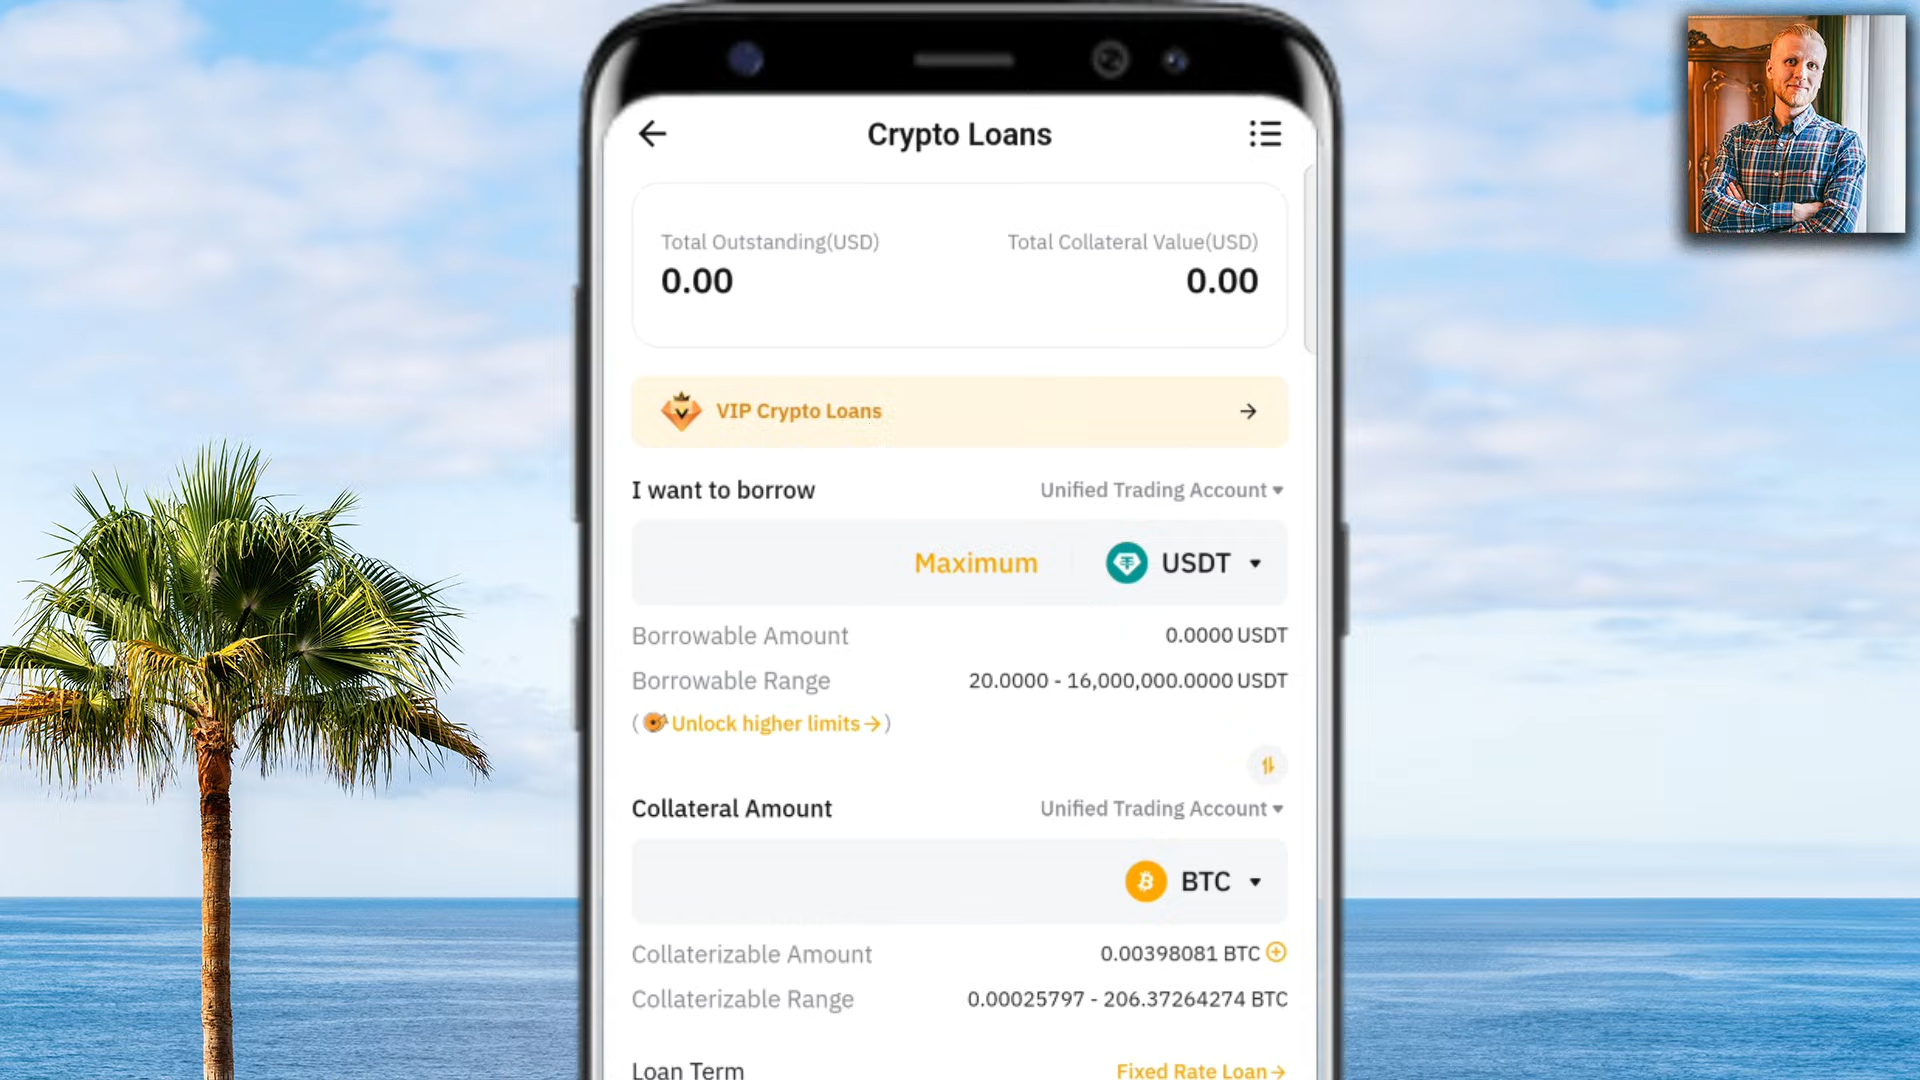 Crypto Loans
Total Outstanding(USD) Total Collateral Value(USD)
0.00 0.00
VIP Crypto Loans
I want to borrow Unified Trading Account
Maximum USDT
Borrowable Amount 0.0000 USDT
Borrowable Range 20.0000 - 16,000,000.0000 USDT
( Unlock higher limits → )
Collateral Amount Unified Trading Account
BTC
Collaterizable Amount 0.00398081 BTC
Collaterizable Range 0.00025797 - 206.37264274 BTC
Loan Term Fixed Rate Loan →